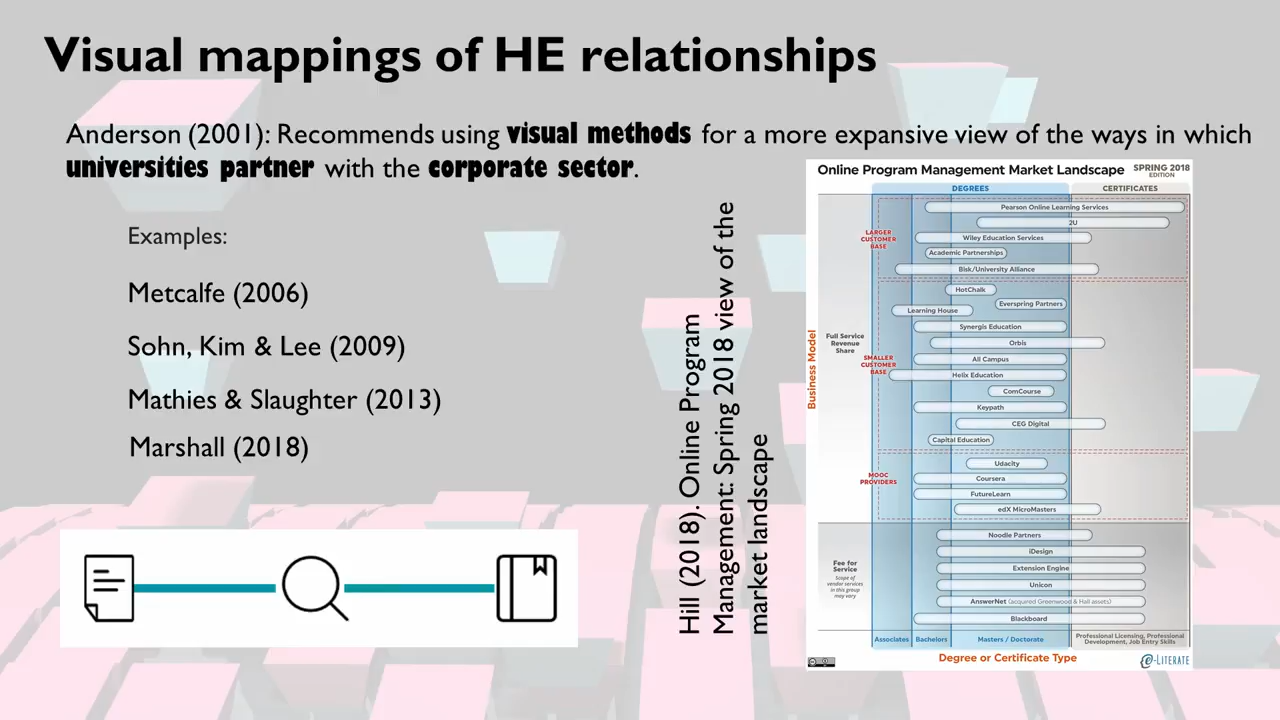 Visual mappings of HE relationships
Anderson (2001): Recommends using visual methods for a more expansive view of the ways in which
universities partner with the corporate sector.
Examples:
Metcalfe (2006)
Sohn, Kim & Lee (2009)
Mathies & Slaughter (2013)
Marshall (2018)
Hill (2018). Online Program
Management: Spring 2018 view of the
market landscape
Online Program Management Market Landscape
SPRING 2018
EDITION
DEGREES
CERTIFICATES
Business Model
Full Service
Revenue
Share
LARGER
CUSTOMER
BASE
Pearson Online Learning Services
2U
Wiley Education Services
Academic Partnerships
Bisk/University Alliance
SMALLER
CUSTOMER
BASE
HotChalk
Everspring Partners
Learning House
Synergis Education
Orbis
All Campus
Helix Education
ComCourse
Keypath
CEG Digital
Capital Education
MOOC
PROVIDERS
Udacity
Coursera
FutureLearn
edX MicroMasters
Fee for
Service
Scope of
vendor services
in this group
may vary
Noodle Partners
iDesign
Extension Engine
Unicon
AnswerNet (acquired Greenwood & Hall assets)
Blackboard
Associates
Bachelors
Masters / Doctorate
Professional Licensing, Professional
Development, Job Entry Skills
Degree or Certificate Type
e-Literate